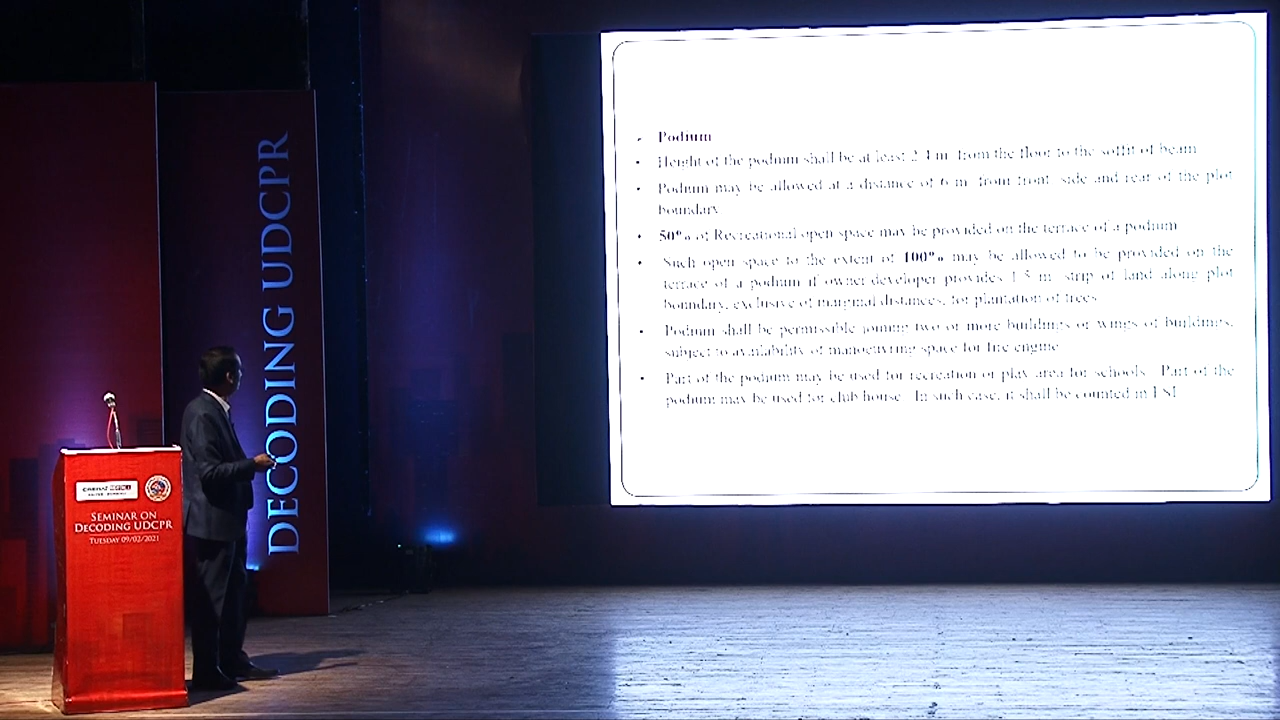 DECODING UDCPR
SEMINAR ON
DECODING UDCPR
TUESDAY 09/02/2021
• Podium
• Height of the podium shall be at least 2.4 m from the floor to the soffit of beam
• Podium may be allowed at a distance of 6 m from front side and rear of the plot
boundary
• 50% of Recreational open space may be provided on the terrace of a podium
• Such open space to the extent of 100% may be allowed to be provided on the
terrace of a podium if owner developer provides 1.5 m strip of land along plot
boundary, exclusive of marginal distances, for plantation of trees
• Podium shall be permissible joining two or more buildings or wings of buildings,
subject to availability of manoeuvring space for fire engine
• Part of the podium may be used for recreation or play area for schools. Part of the
podium may be used for club house. In such case, it shall be counted in FSI